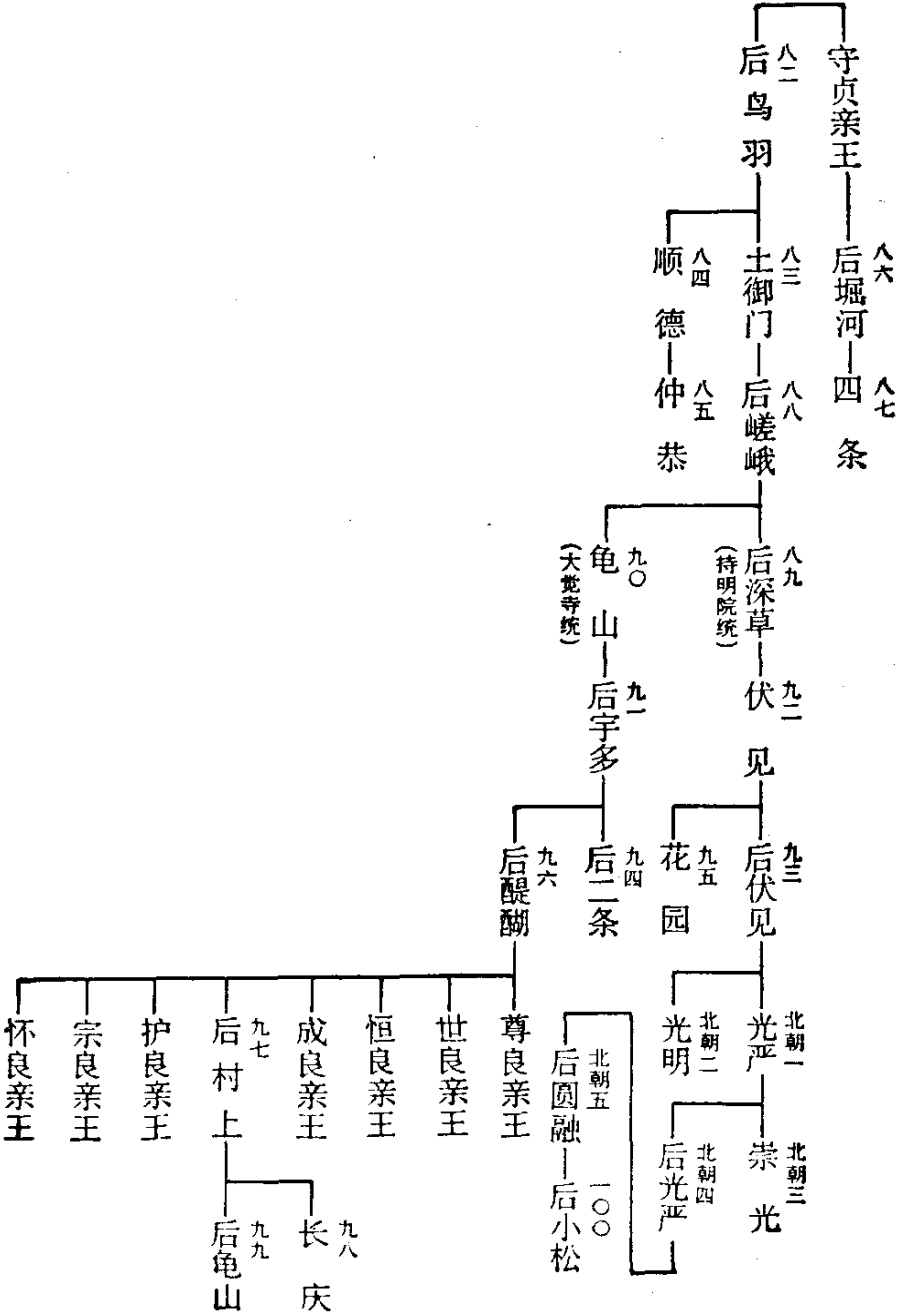 守贞亲王
八二
后鸟羽
八六
后堀河
八三
土御门
八四
顺德
八七
四条
八八
后嵯峨
八五
仲恭
八九
后深草
(持明院统)
九〇
龟山
(大觉寺统)
九二
伏见
九一
后宇多
九三
后伏见
九五
花园
九四
后二条
九六
后醍醐
北朝一
光严
北朝二
光明
尊良亲王
世良亲王
恒良亲王
成良亲王
九七
后村上
护良亲王
宗良亲王
怀良亲王
北朝三
崇光
北朝四
后光严
北朝五
后圆融
一〇〇
后小松
九八
长庆
九九
后龟山